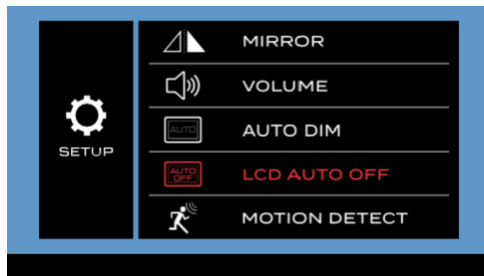 MIRROR
VOLUME
AUTO
AUTO DIM
SETUP
AUTO
OFF
LCD AUTO OFF
MOTION DETECT